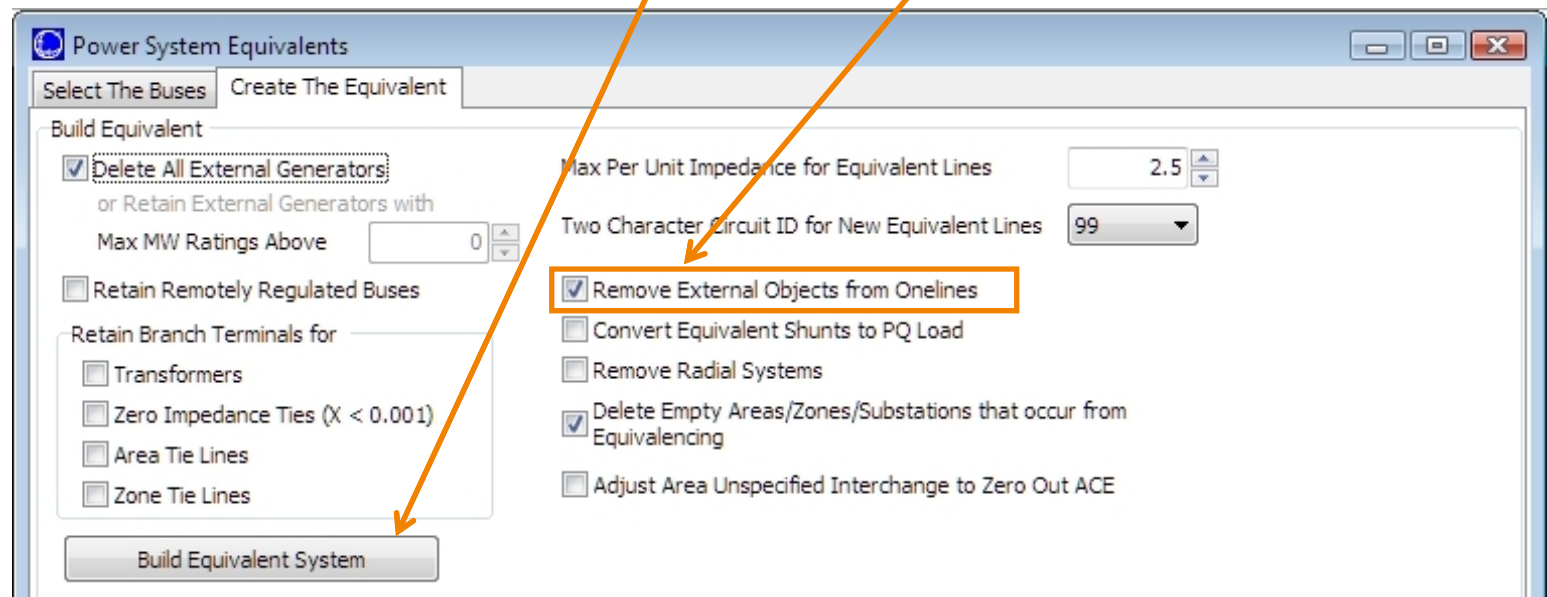 Power System Equivalents
Select The Buses
Create The Equivalent
Build Equivalent
Delete All External Generators
or Retain External Generators with
Max MW Ratings Above
0
Retain Remotely Regulated Buses
Retain Branch Terminals for
Transformers
Zero Impedance Ties (X < 0.001)
Area Tie Lines
Zone Tie Lines
Build Equivalent System
Max Per Unit Impedance for Equivalent Lines
2.5
Two Character Circuit ID for New Equivalent Lines
99
Remove External Objects from Onelines
Convert Equivalent Shunts to PQ Load
Remove Radial Systems
Delete Empty Areas/Zones/Substations that occur from
Equivalencing
Adjust Area Unspecified Interchange to Zero Out ACE